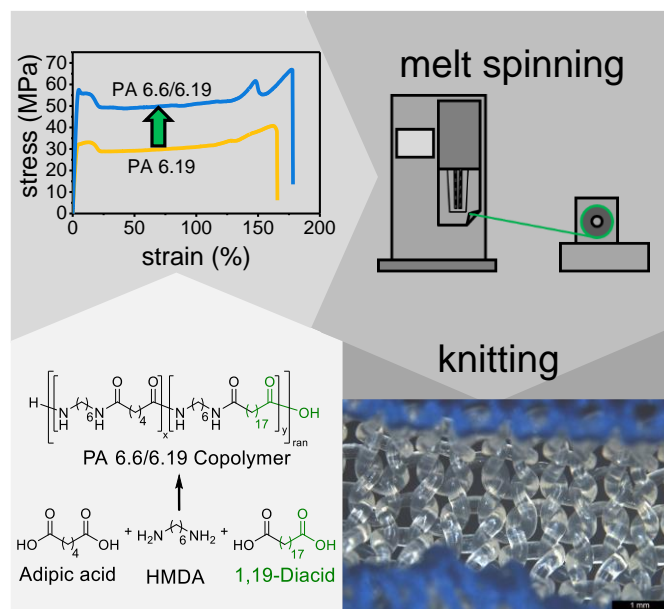 70
60
50
40
30
20
10
0
stress (MPa)
PA 6.6/6.19
PA 6.19
0 50 100 150 200
strain (%)
melt spinning
knitting
O O O O
H N H 6 N H 4 x N H 6 N H 17 OH y ran
PA 6.6/6.19 Copolymer
O O O O
HO 4 OH + H2N 6 NH2 + HO 17 OH
Adipic acid HMDA 1,19-Diacid
1 mm